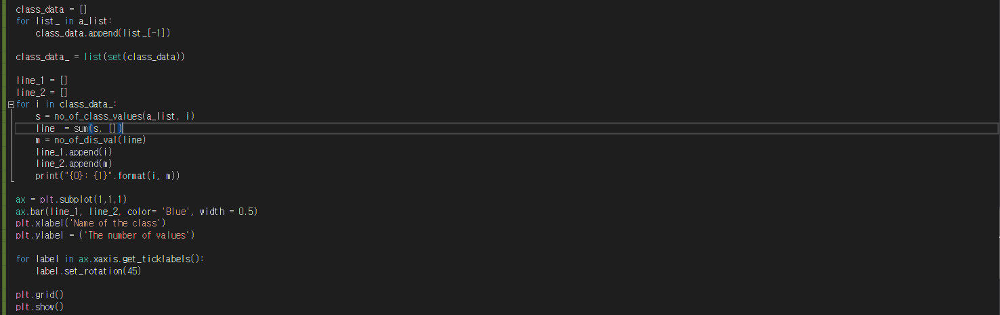 class_data = []
for list_ in a_list:
    class_data.append(list_[-1])
class_data_ = list(set(class_data))
line_1 = []
line_2 = []
for i in class_data_:
    s = no_of_class_values(a_list, i)
    line  = sum(s, [])
    m = no_of_dis_val(line)
    line_1.append(i)
    line_2.append(m)
    print("{0}: {1}".format(i, m))
ax = plt.subplot(1,1,1)
ax.bar(line_1, line_2, color= 'Blue', width = 0.5)
plt.xlabel('Name of the class')
plt.ylabel = ('The number of values')
for label in ax.xaxis.get_ticklabels():
    label.set_rotation(45)
plt.grid()
plt.show()